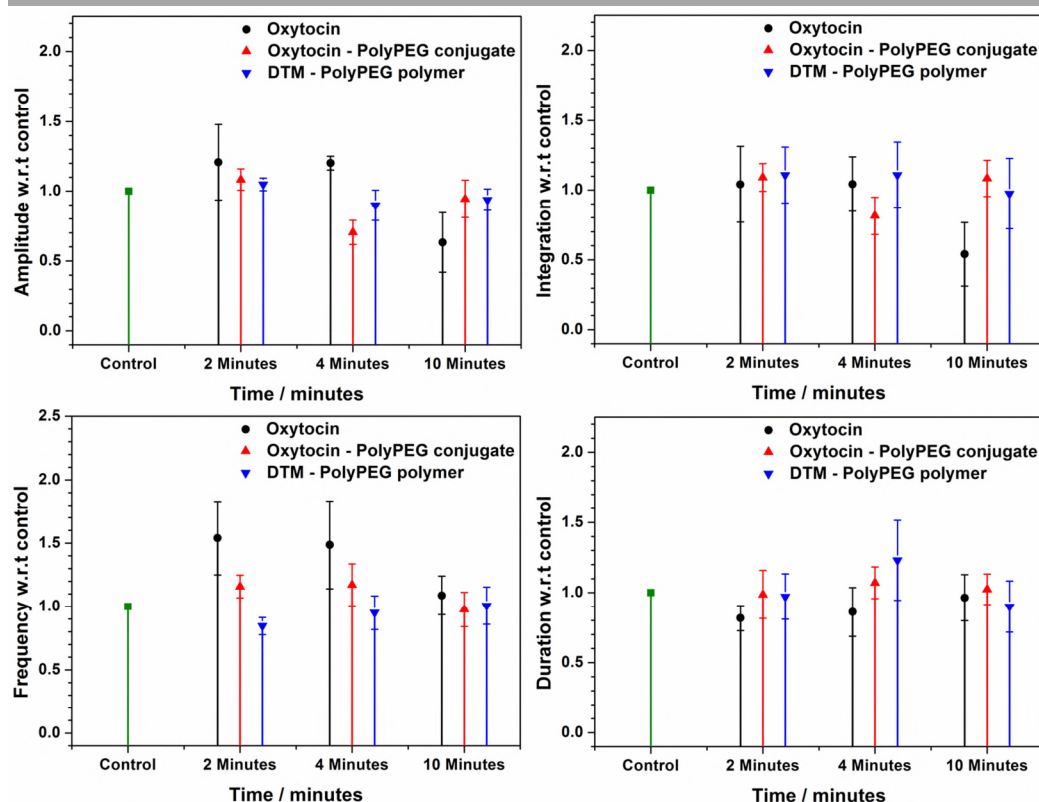 Amplitude w.r.t control
2.0
1.5
1.0
0.5
0.0
Oxytocin
Oxytocin - PolyPEG conjugate
DTM - PolyPEG polymer
Control 2 Minutes 4 Minutes 10 Minutes
Time / minutes
Integration w.r.t control
2.0
1.5
1.0
0.5
0.0
Oxytocin
Oxytocin - PolyPEG conjugate
DTM - PolyPEG polymer
Control 2 Minutes 4 Minutes 10 Minutes
Time / minutes
Frequency w.r.t control
2.5
2.0
1.5
1.0
0.5
0.0
Oxytocin
Oxytocin - PolyPEG conjugate
DTM - PolyPEG polymer
Control 2 Minutes 4 Minutes 10 Minutes
Time / minutes
Duration w.r.t control
2.0
1.5
1.0
0.5
0.0
Oxytocin
Oxytocin - PolyPEG conjugate
DTM - PolyPEG polymer
Control 2 Minutes 4 Minutes 10 Minutes
Time / minutes